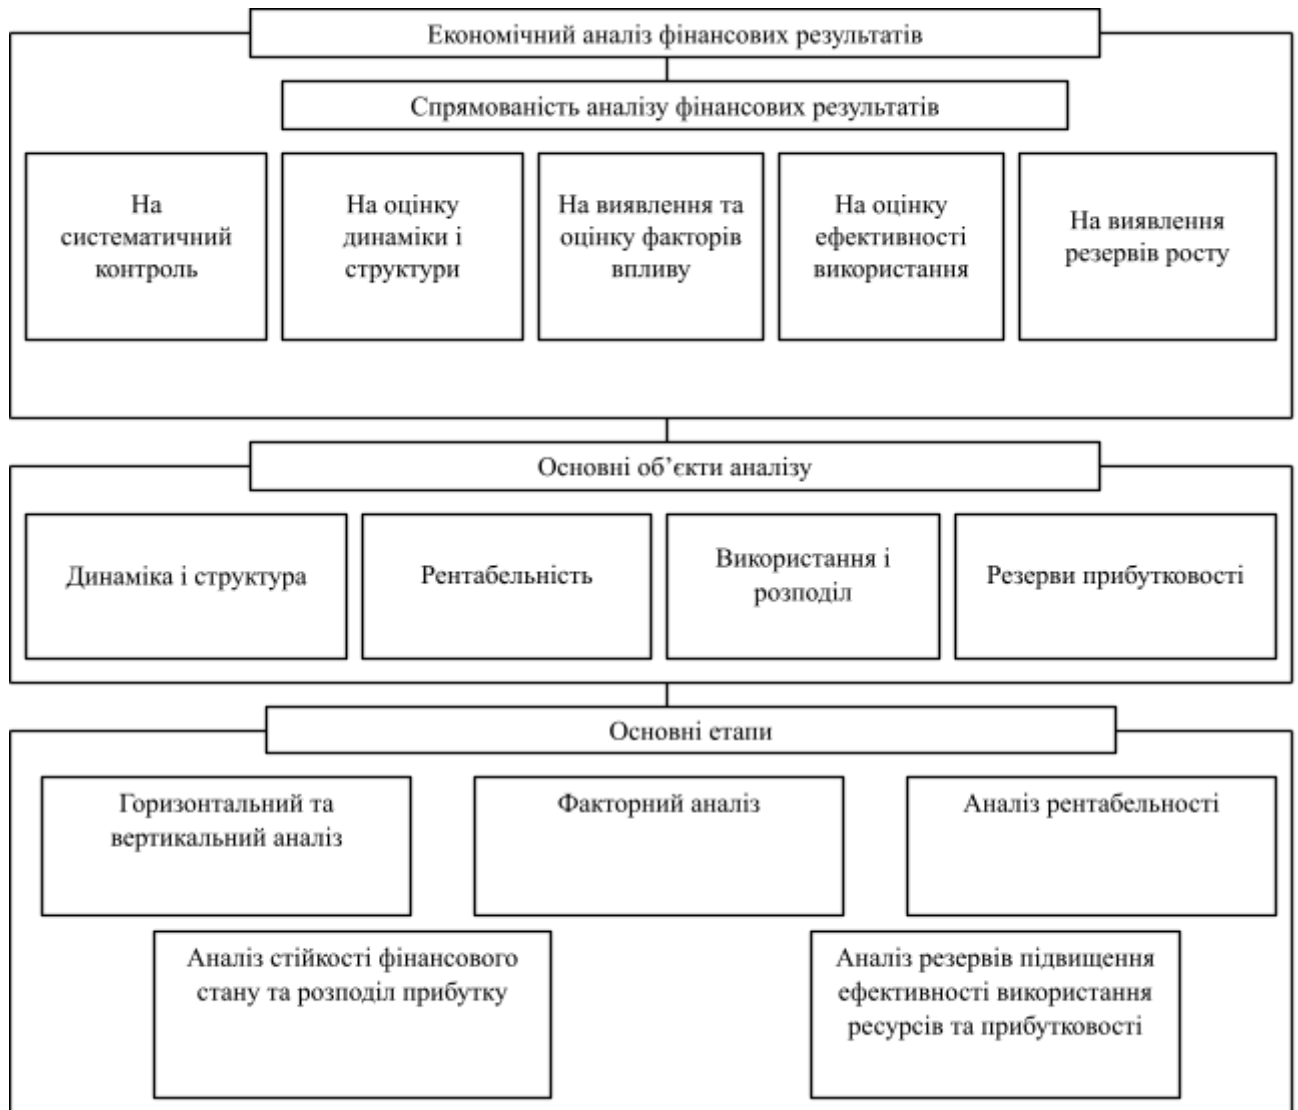 Економічний аналіз фінансових результатів
Спрямованість аналізу фінансових результатів
На
систематичний
контроль
На оцінку
динаміки і
структури
На виявлення та
оцінку факторів
впливу
На оцінку
ефективності
використання
На виявлення
резервів росту
Основні об’єкти аналізу
Динаміка і структура
Рентабельність
Використання і
розподіл
Резерви прибутковості
Основні етапи
Горизонтальний та
вертикальний аналіз
Факторний аналіз
Аналіз рентабельності
Аналіз стійкості фінансового
стану та розподіл прибутку
Аналіз резервів підвищення
ефективності використання
ресурсів та прибутковості